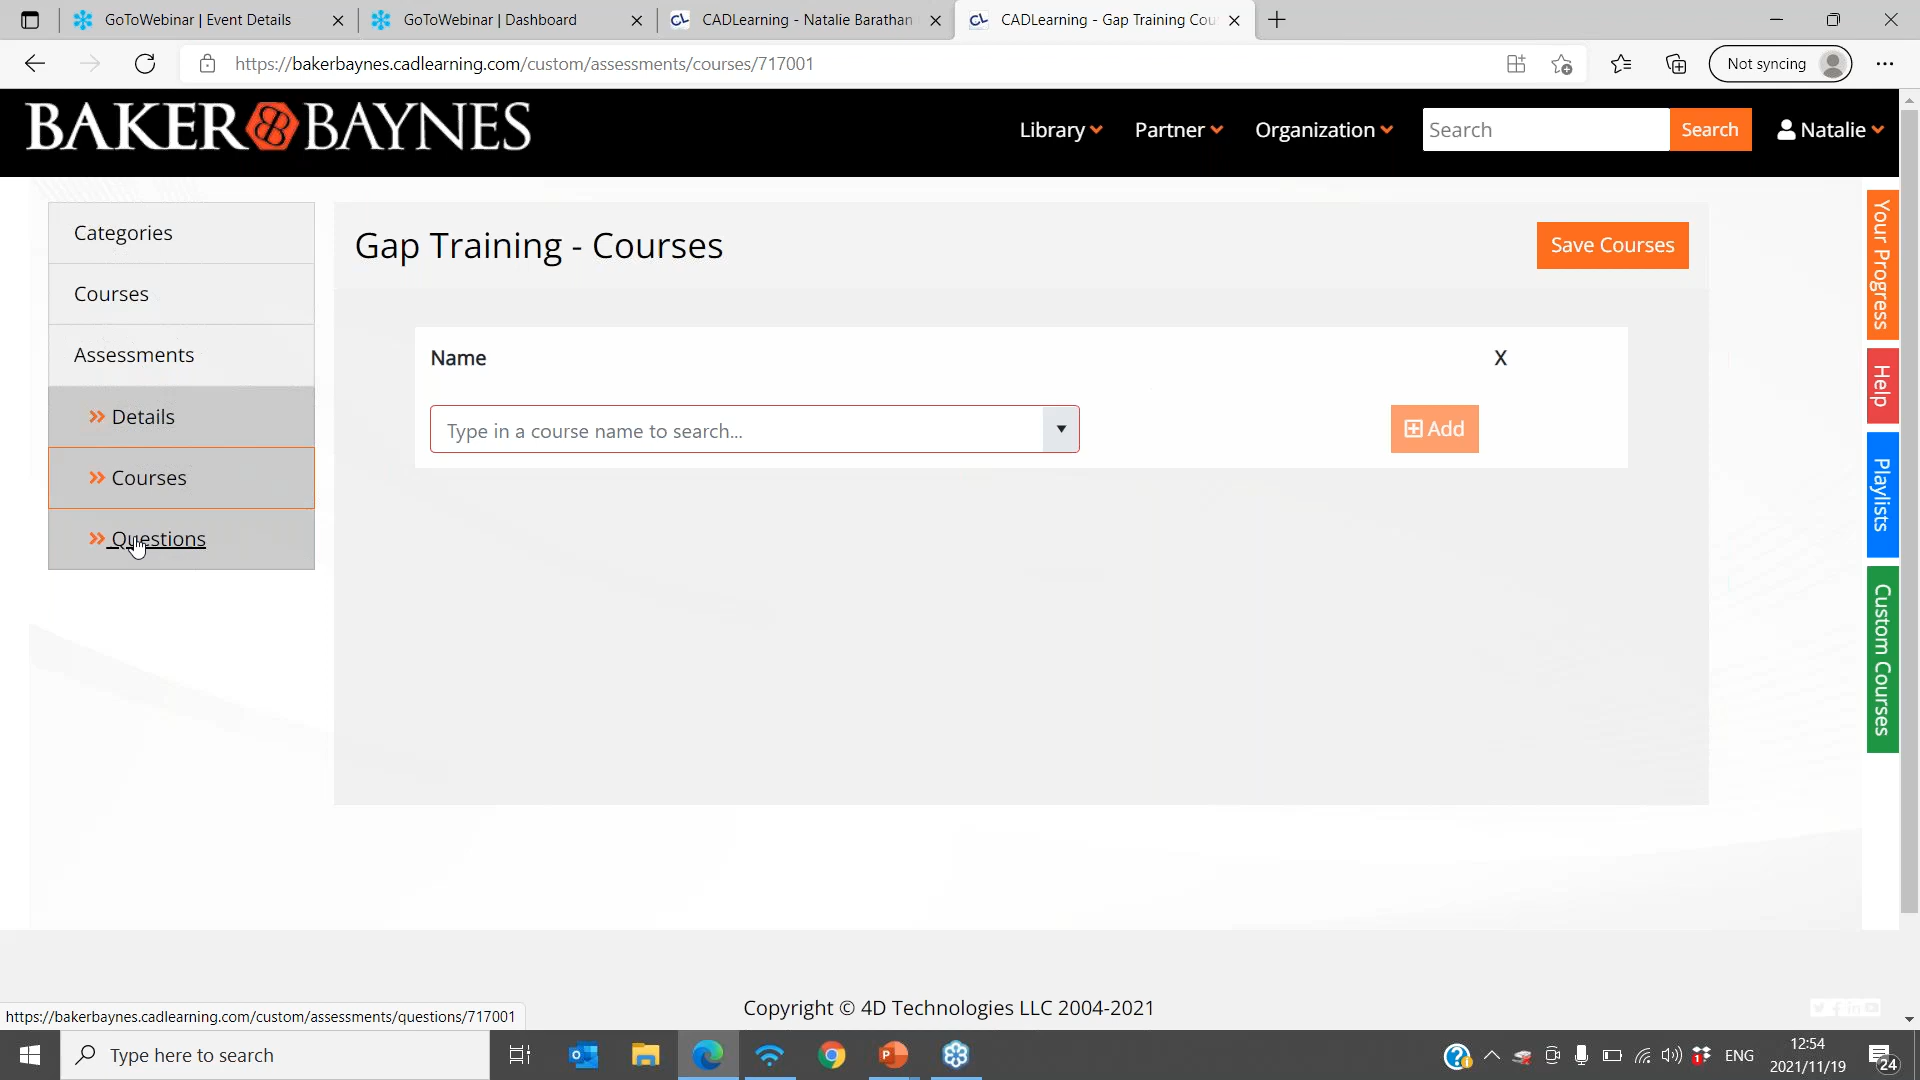 GoToWebinar | Event Details
GoToWebinar | Dashboard
CADLearning - Natalie Barathan
CADLearning - Gap Training Cou
https://bakerbaynes.cadlearning.com/custom/assessments/courses/717001
Not syncing
BAKER BAYNES
Library
Partner
Organization
Search
Search
Natalie
Categories
Courses
Assessments
Details
Courses
Questions
Gap Training - Courses
Save Courses
Name
X
Type in a course name to search...
Add
Your Progress
Help
Playlists
Custom Courses
Copyright © 4D Technologies LLC 2004-2021
https://bakerbaynes.cadlearning.com/custom/assessments/questions/717001
Type here to search
ENG
12:54
2021/11/19
24